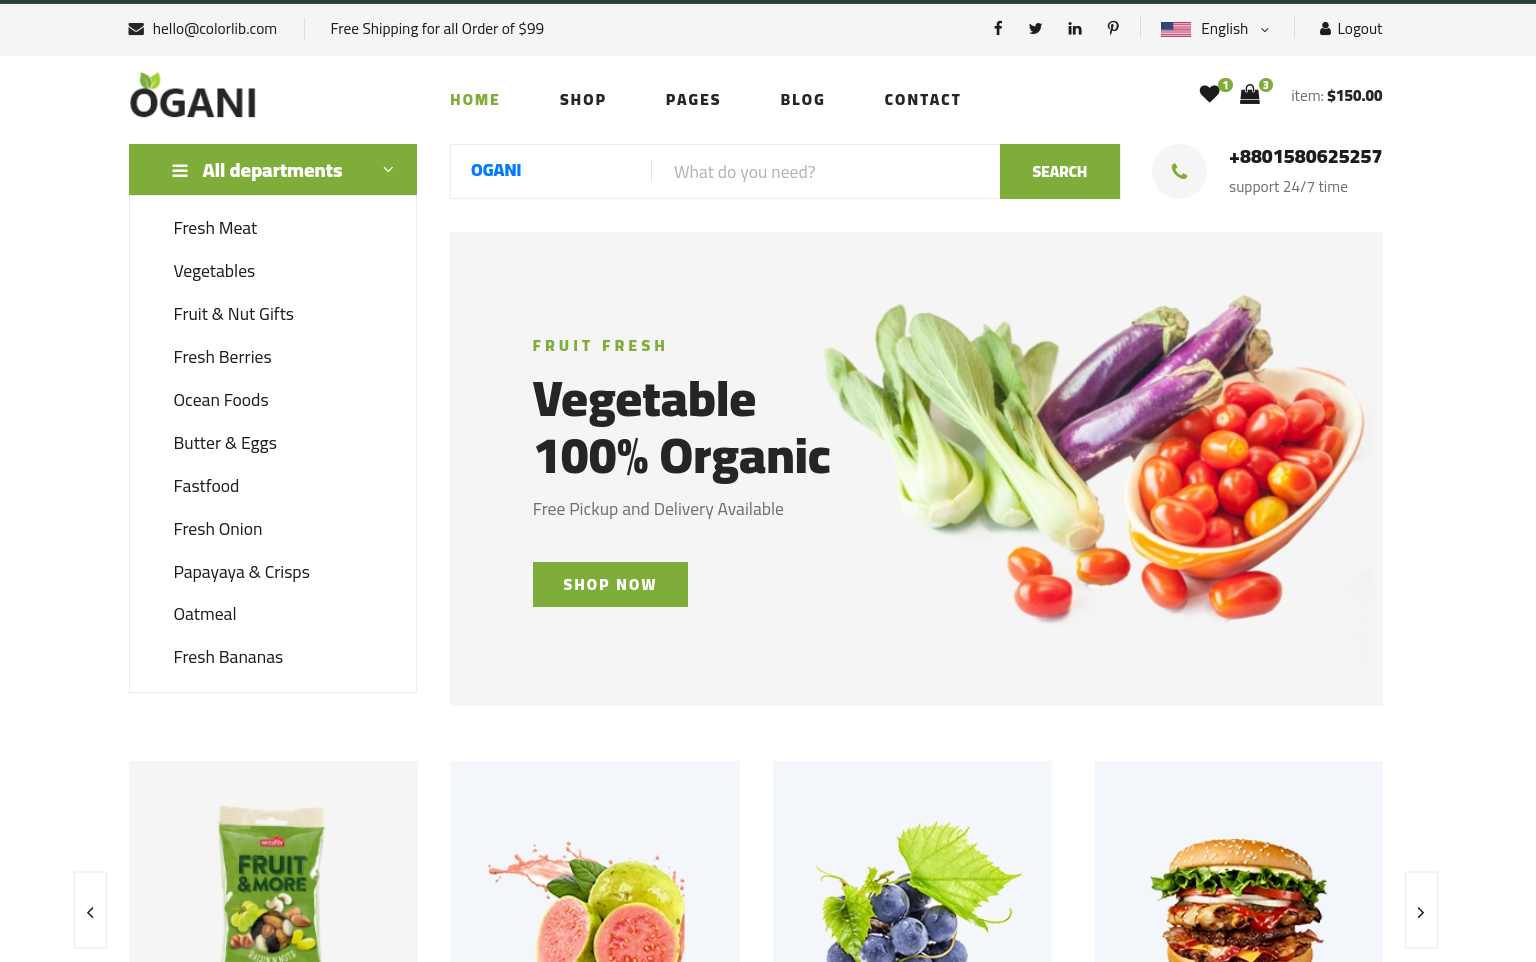 hello@colorlib.com
Free Shipping for all Order of $99
English
Logout
OGANI
HOME
SHOP
PAGES
BLOG
CONTACT
1
3
item: $150.00
All departments
OGANI
What do you need?
SEARCH
+8801580625257
support 24/7 time
Fresh Meat
Vegetables
Fruit & Nut Gifts
Fresh Berries
Ocean Foods
Butter & Eggs
Fastfood
Fresh Onion
Papayaya & Crisps
Oatmeal
Fresh Bananas
FRUIT FRESH
Vegetable
100% Organic
Free Pickup and Delivery Available
SHOP NOW
FRUIT
& MORE